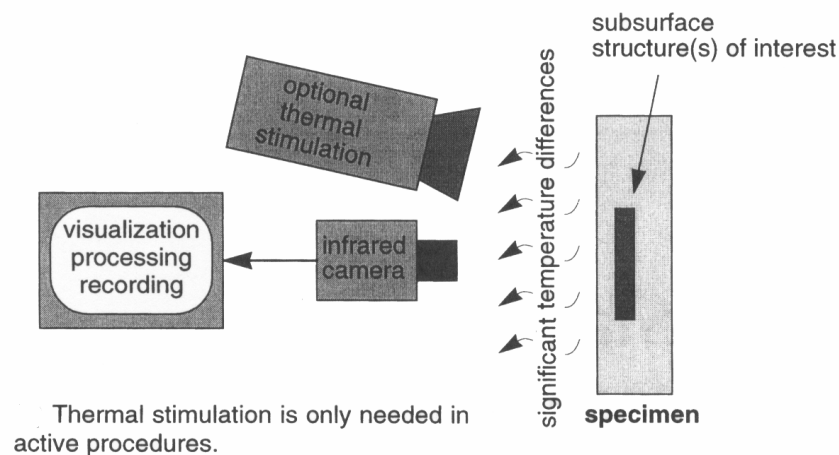 subsurface
structure(s) of interest
optional
thermal
stimulation
significant temperature differences
visualization
processing
recording
infrared
camera
specimen
Thermal stimulation is only needed in
active procedures.